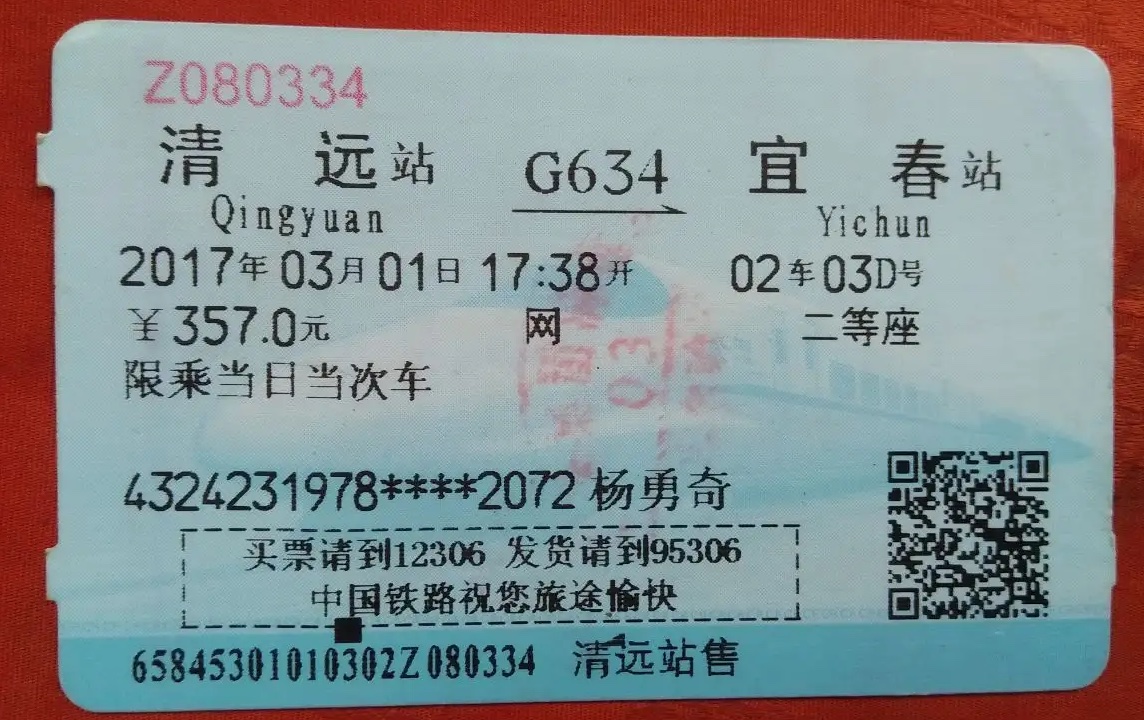 Z080334
清远站 G634 宜春站
Qingyuan Yichun
2017年03月01日 17:38开 02车03D号
￥357.0元 网 二等座
限乘当日当次车
4324231978****2072 杨勇奇
买票请到12306 发货请到95306
中国铁路祝您旅途愉快
65845301010302Z080334 清远站售